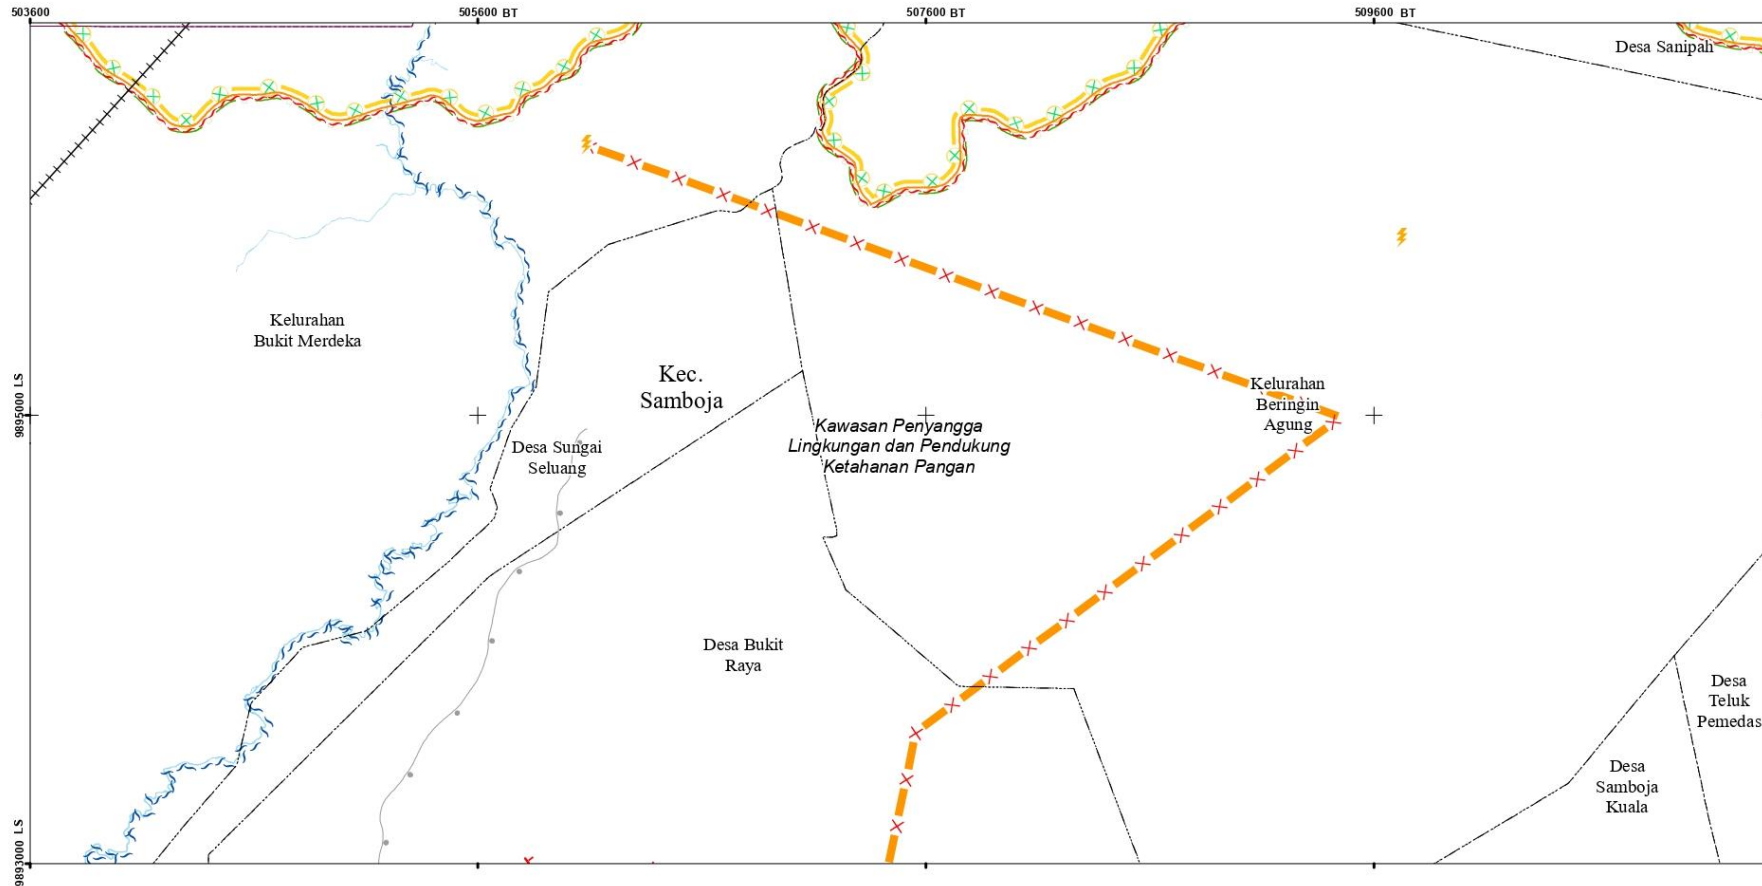 503600
505600 BT
507600 BT
509600 BT
Desa Sanipah
Kelurahan
Bukit Merdeka
Kec.
Samboja
Kelurahan
Beringin
Agung
9895000 LS
Kawasan Penyangga
Lingkungan dan Pendukung
Ketahanan Pangan
Desa Sungai
Seluang
Desa Bukit
Raya
Desa
Teluk
Pemedas
Desa
Samboja
Kuala
9893000 LS